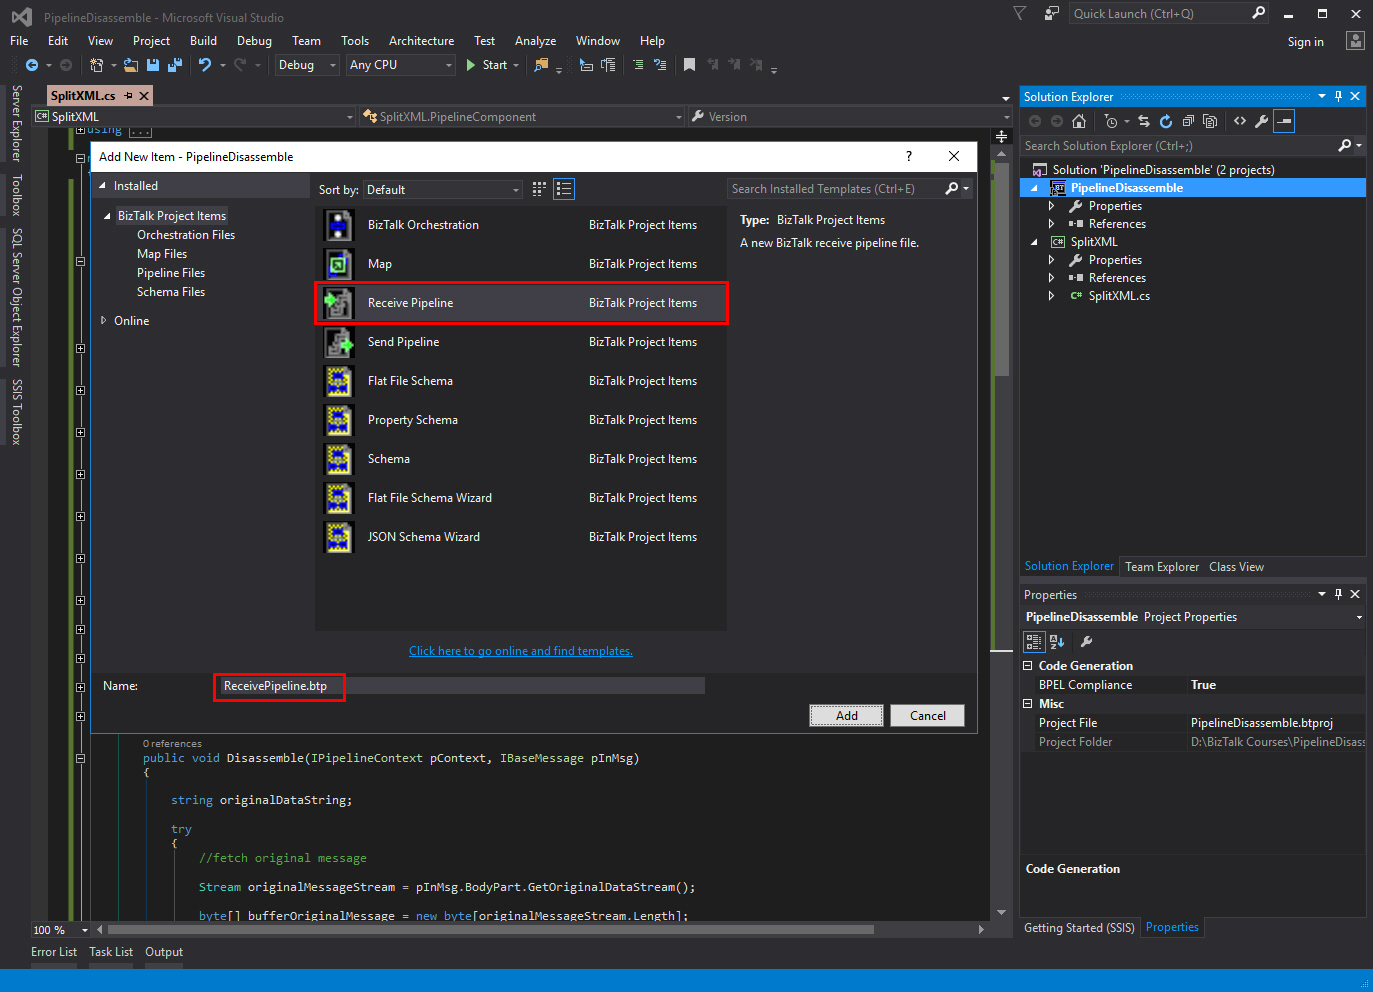 PipelineDisassemble - Microsoft Visual Studio
Quick Launch (Ctrl+Q)
File Edit View Project Build Debug Team Tools Architecture Test Analyze Window Help
Sign in
Debug Any CPU Start
Server Explorer
Toolbox
SQL Server Object Explorer
SSIS Toolbox
SplitXML.cs
C# SplitXML SplitXML.PipelineComponent Version
using ...
Add New Item - PipelineDisassemble ?
Installed
BizTalk Project Items
Orchestration Files
Map Files
Pipeline Files
Schema Files
Online
Sort by: Default
Search Installed Templates (Ctrl+E)
BizTalk Orchestration BizTalk Project Items
Map BizTalk Project Items
Receive Pipeline BizTalk Project Items
Send Pipeline BizTalk Project Items
Flat File Schema BizTalk Project Items
Property Schema BizTalk Project Items
Schema BizTalk Project Items
Flat File Schema Wizard BizTalk Project Items
JSON Schema Wizard BizTalk Project Items
Type: BizTalk Project Items
A new BizTalk receive pipeline file.
Click here to go online and find templates.
Name: ReceivePipeline.btp
Add Cancel
0 references
public void Disassemble(IPipelineContext pContext, IBaseMessage pInMsg)
{
string originalDataString;
try
{
//fetch original message
Stream originalMessageStream = pInMsg.BodyPart.GetOriginalDataStream();
byte[] bufferOriginalMessage = new byte[originalMessageStream.Length];
100 %
Error List Task List Output
Solution Explorer
Search Solution Explorer (Ctrl+;)
Solution 'PipelineDisassemble' (2 projects)
PipelineDisassemble
Properties
References
C# SplitXML
Properties
References
C# SplitXML.cs
Solution Explorer Team Explorer Class View
Properties
PipelineDisassemble Project Properties
Code Generation
BPEL Compliance True
Misc
Project File PipelineDisassemble.btproj
Project Folder D:\BizTalk Courses\PipelineDisass
Code Generation
Getting Started (SSIS) Properties